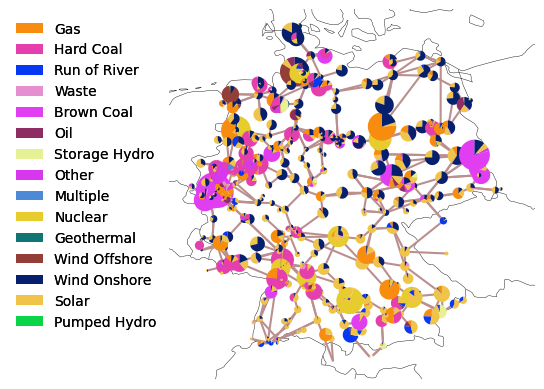 Gas
Hard Coal
Run of River
Waste
Brown Coal
Oil
Storage Hydro
Other
Multiple
Nuclear
Geothermal
Wind Offshore
Wind Onshore
Solar
Pumped Hydro